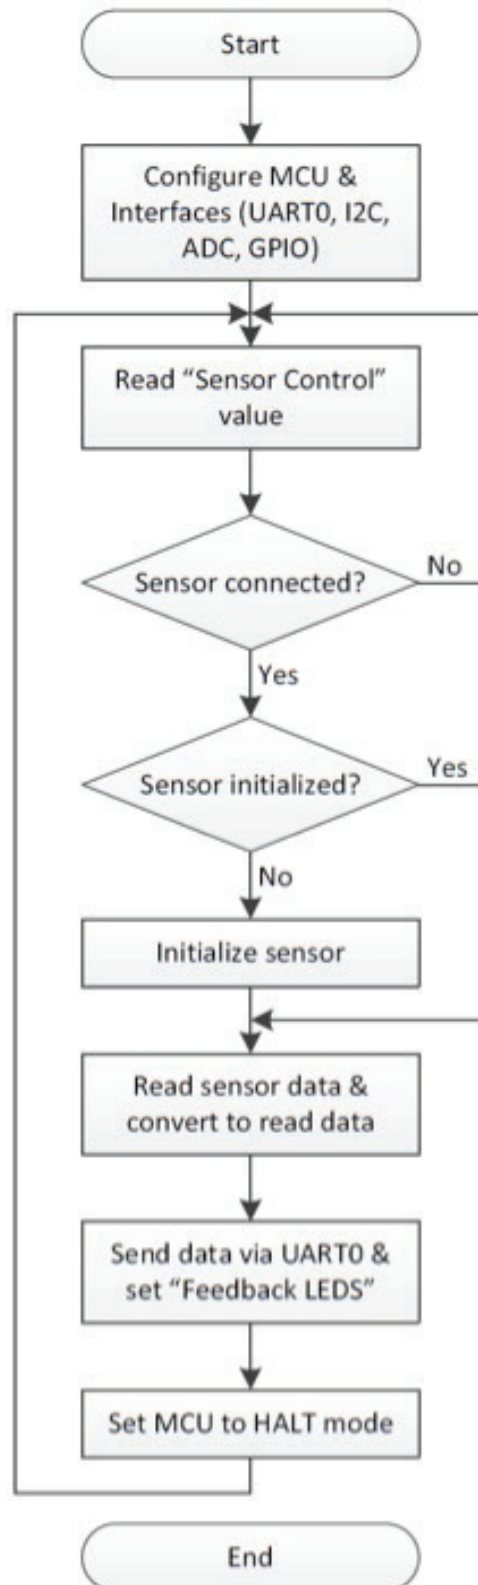 Start
Configure MCU &
Interfaces (UART0, I2C,
ADC, GPIO)
Read “Sensor Control”
value
Sensor connected?
No
Yes
Sensor initialized?
Yes
No
Initialize sensor
Read sensor data &
convert to read data
Send data via UART0 &
set “Feedback LEDS”
Set MCU to HALT mode
End